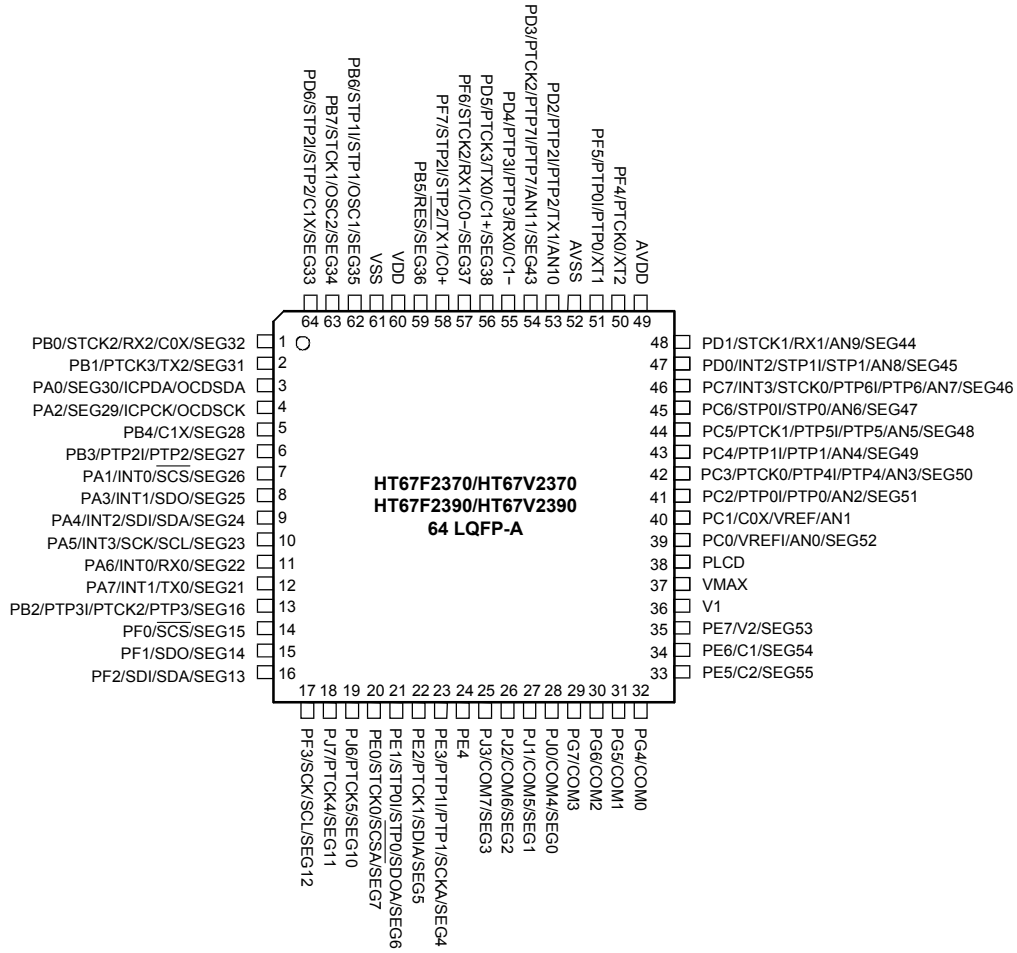 PD6/STP2I/STP2/C1X/SEG33
PB7/STCK1/OSC2/SEG34
PB6/STP1I/STP1/OSC1/SEG35
VSS
VDD
PB5/RES/SEG36
PF7/STP2I/STP2/TX1/C0+
PF6/STCK2/RX1/C0−/SEG37
PD5/PTCK3/TX0/C1+/SEG38
PD4/PTP3I/PTP3/RX0/C1−
PD3/PTCK2/PTP7I/PTP7/AN11/SEG43
PD2/PTP2I/PTP2/TX1/AN10
AVSS
PF5/PTP0I/PTP0/XT1
PF4/PTCK0/XT2
AVDD
64 63 62 61 60 59 58 57 56 55 54 53 52 51 50 49
PB0/STCK2/RX2/C0X/SEG32 1
PB1/PTCK3/TX2/SEG31 2
PA0/SEG30/ICPDA/OCDSDA 3
PA2/SEG29/ICPCK/OCDSCK 4
PB4/C1X/SEG28 5
PB3/PTP2I/PTP2/SEG27 6
PA1/INT0/SCS/SEG26 7
PA3/INT1/SDO/SEG25 8
PA4/INT2/SDI/SDA/SEG24 9
PA5/INT3/SCK/SCL/SEG23 10
PA6/INT0/RX0/SEG22 11
PA7/INT1/TX0/SEG21 12
PB2/PTP3I/PTCK2/PTP3/SEG16 13
PF0/SCS/SEG15 14
PF1/SDO/SEG14 15
PF2/SDI/SDA/SEG13 16
HT67F2370/HT67V2370
HT67F2390/HT67V2390
64 LQFP-A
48 PD1/STCK1/RX1/AN9/SEG44
47 PD0/INT2/STP1I/STP1/AN8/SEG45
46 PC7/INT3/STCK0/PTP6I/PTP6/AN7/SEG46
45 PC6/STP0I/STP0/AN6/SEG47
44 PC5/PTCK1/PTP5I/PTP5/AN5/SEG48
43 PC4/PTP1I/PTP1/AN4/SEG49
42 PC3/PTCK0/PTP4I/PTP4/AN3/SEG50
41 PC2/PTP0I/PTP0/AN2/SEG51
40 PC1/C0X/VREF/AN1
39 PC0/VREFI/AN0/SEG52
38 PLCD
37 VMAX
36 V1
35 PE7/V2/SEG53
34 PE6/C1/SEG54
33 PE5/C2/SEG55
17 18 19 20 21 22 23 24 25 26 27 28 29 30 31 32
PF3/SCK/SCL/SEG12
PJ7/PTCK4/SEG11
PJ6/PTCK5/SEG10
PE0/STCK0/SCSA/SEG7
PE1/STP0I/STP0/SDOA/SEG6
PE2/PTCK1/SDIA/SEG5
PE3/PTP1I/PTP1/SCKA/SEG4
PE4
PJ3/COM7/SEG3
PJ2/COM6/SEG2
PJ1/COM5/SEG1
PJ0/COM4/SEG0
PG7/COM3
PG6/COM2
PG5/COM1
PG4/COM0